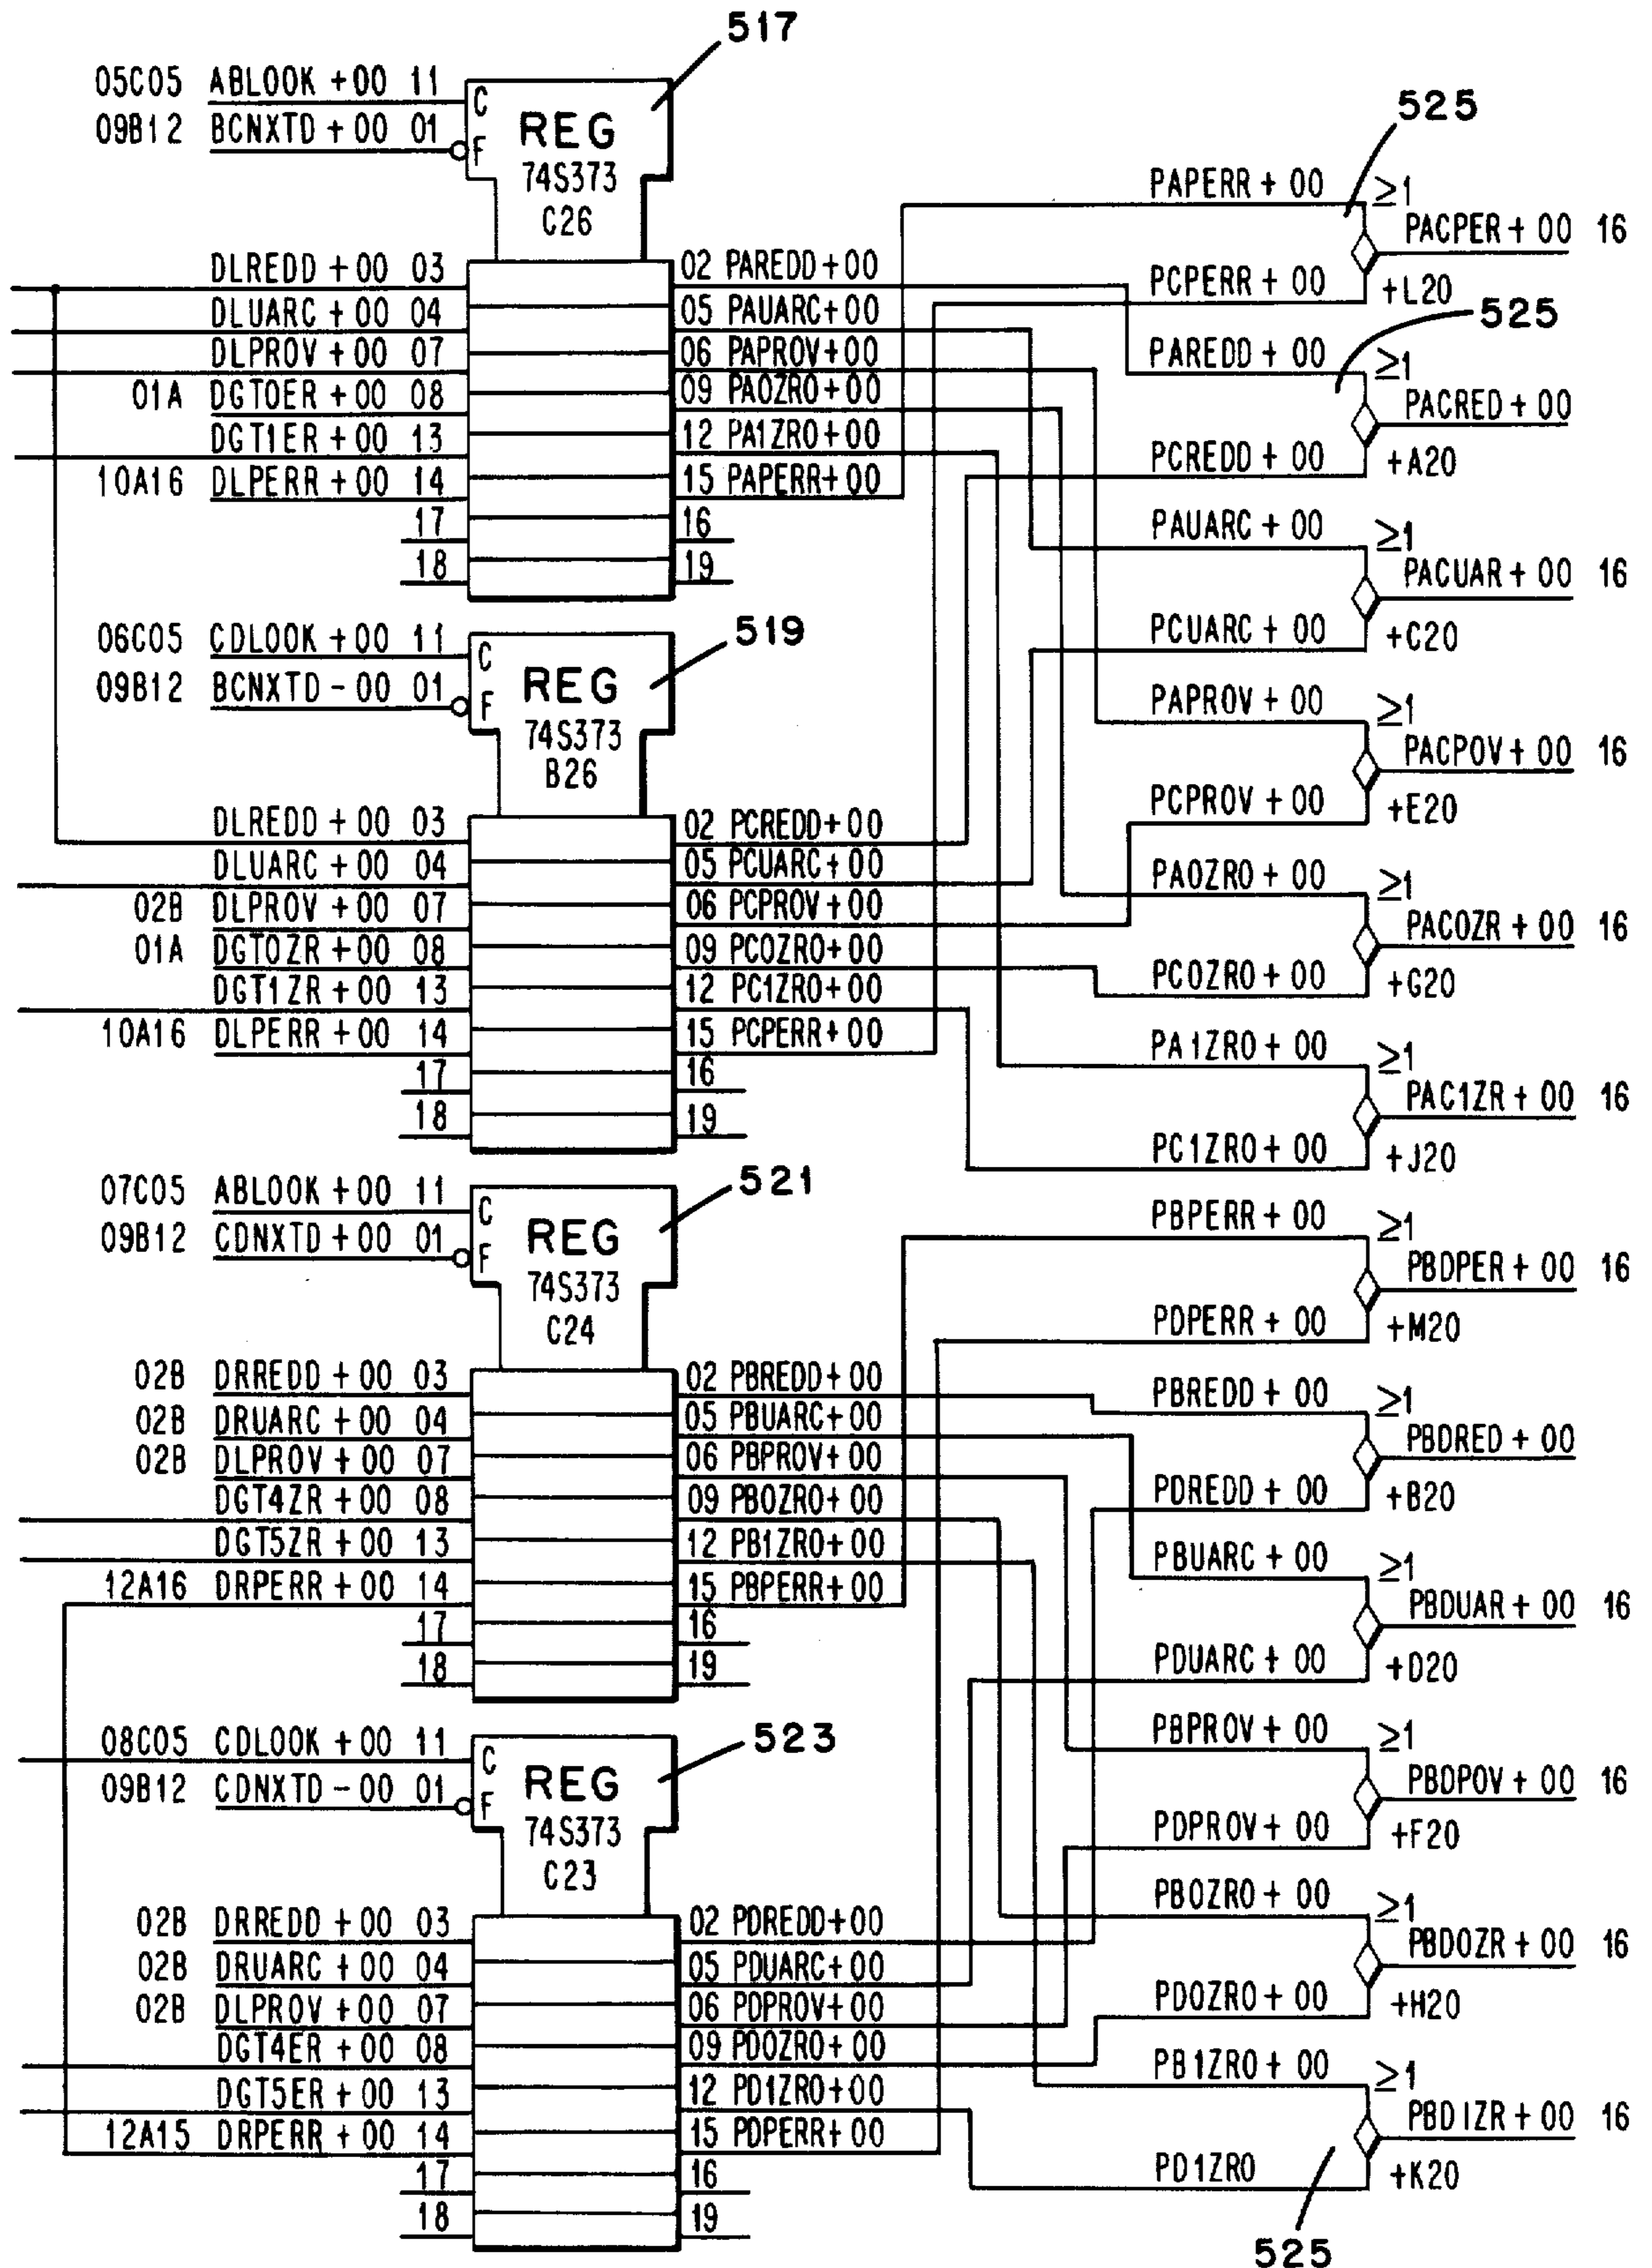 517
05C05 ABLOOK +00 11
C
09B12 BCNXTD +00 01
F
REG
74S373
C26
DLREDD +00 03
DLUARC +00 04
DLPROV +00 07
01A DGT0ER +00 08
DGT1ER +00 13
10A16 DLPERR +00 14
17
18
02 PAREDD+00
05 PAUARC+00
06 PAPROV+00
09 PA0ZRO+00
12 PA1ZRO+00
15 PAPERR+00
16
19
519
06C05 CDLOOK +00 11
C
09B12 BCNXTD -00 01
F
REG
74S373
B26
DLREDD +00 03
DLUARC +00 04
02B DLPROV +00 07
01A DGT0ZR +00 08
DGT1ZR +00 13
10A16 DLPERR +00 14
17
18
02 PCREDD+00
05 PCUARC+00
06 PCPROV+00
09 PC0ZRO+00
12 PC1ZRO+00
15 PCPERR+00
16
19
521
07C05 ABLOOK +00 11
C
09B12 CDNXTD +00 01
F
REG
74S373
C24
02B DRREDD +00 03
02B DRUARC +00 04
02B DLPROV +00 07
DGT4ZR +00 08
DGT5ZR +00 13
12A16 DRPERR +00 14
17
18
02 PBREDD+00
05 PBUARC+00
06 PBPROV+00
09 PB0ZRO+00
12 PB1ZRO+00
15 PBPERR+00
16
19
523
08C05 CDLOOK +00 11
C
09B12 CDNXTD -00 01
F
REG
74S373
C23
02B DRREDD +00 03
02B DRUARC +00 04
02B DLPROV +00 07
DGT4ER +00 08
DGT5ER +00 13
12A15 DRPERR +00 14
17
18
02 PDREDD+00
05 PDUARC+00
06 PDPROV+00
09 PD0ZRO+00
12 PD1ZRO+00
15 PDPERR+00
16
19
525
PAPERR + 00 ≥1
PACPER + 00 16
PCPERR + 00 +L20
525
PAREDD + 00 ≥1
PACRED + 00
PCREDD + 00 +A20
PAUARC + 00 ≥1
PACUAR + 00 16
PCUARC + 00 +C20
PAPROV + 00 ≥1
PACPOV + 00 16
PCPROV + 00 +E20
PA0ZRO + 00 ≥1
PAC0ZR + 00 16
PC0ZRO + 00 +G20
PA1ZRO + 00 ≥1
PAC1ZR + 00 16
PC1ZRO + 00 +J20
PBPERR + 00 ≥1
PBDPER + 00 16
PDPERR + 00 +M20
PBREDD + 00 ≥1
PBDRED + 00
PDREDD + 00 +B20
PBUARC + 00 ≥1
PBDUAR + 00 16
PDUARC + 00 +D20
PBPROV + 00 ≥1
PBDPOV + 00 16
PDPROV + 00 +F20
PB0ZRO + 00 ≥1
PBD0ZR + 00 16
PD0ZRO + 00 +H20
PB1ZRO + 00 ≥1
PBD1ZR + 00 16
PD1ZRO +K20
525